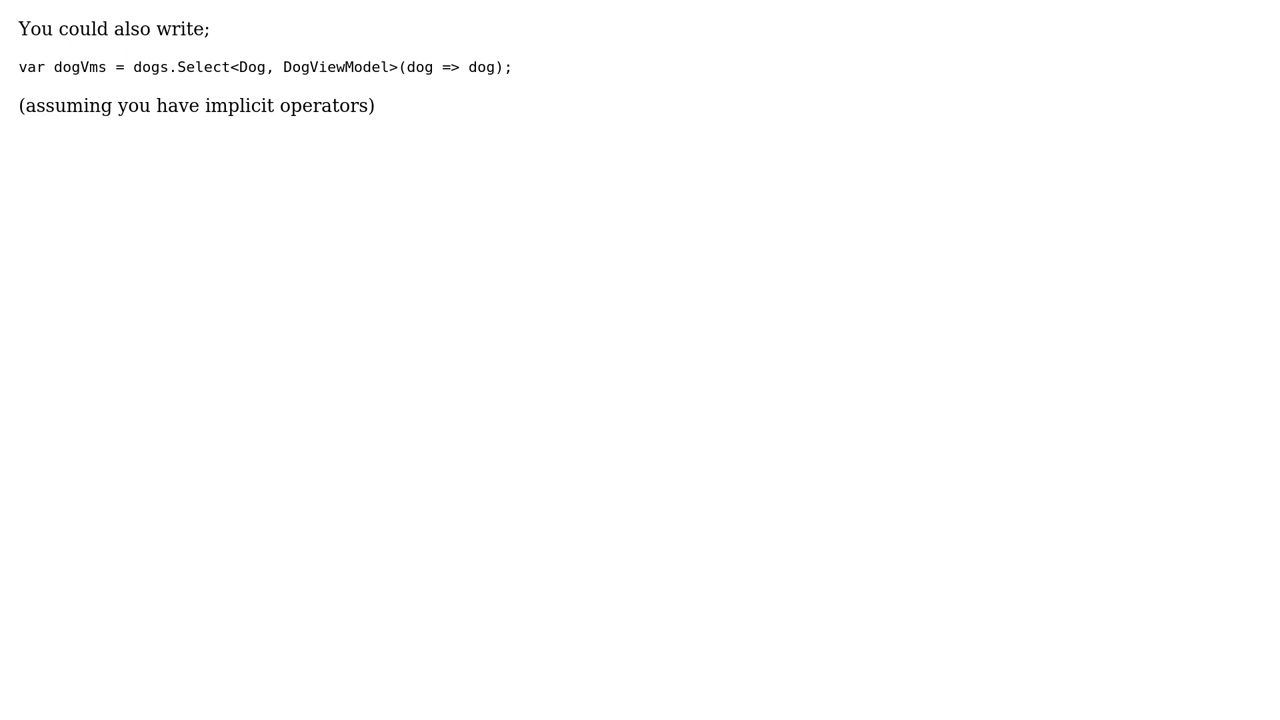 You could also write;
var dogVms = dogs.Select<Dog, DogViewModel>(dog => dog);
(assuming you have implicit operators)